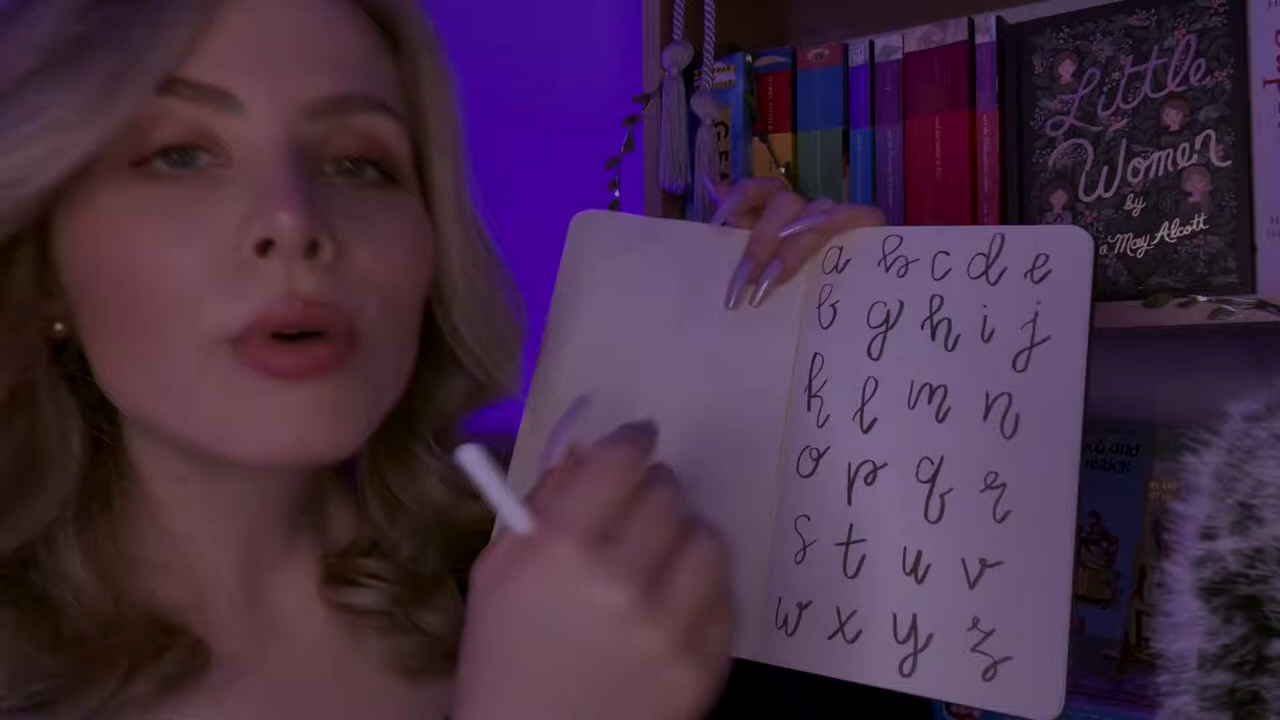 a b c d e
f g h i j
k l m n
o p q r
s t u v
w x y z
Little
Women
by
a May Alcott